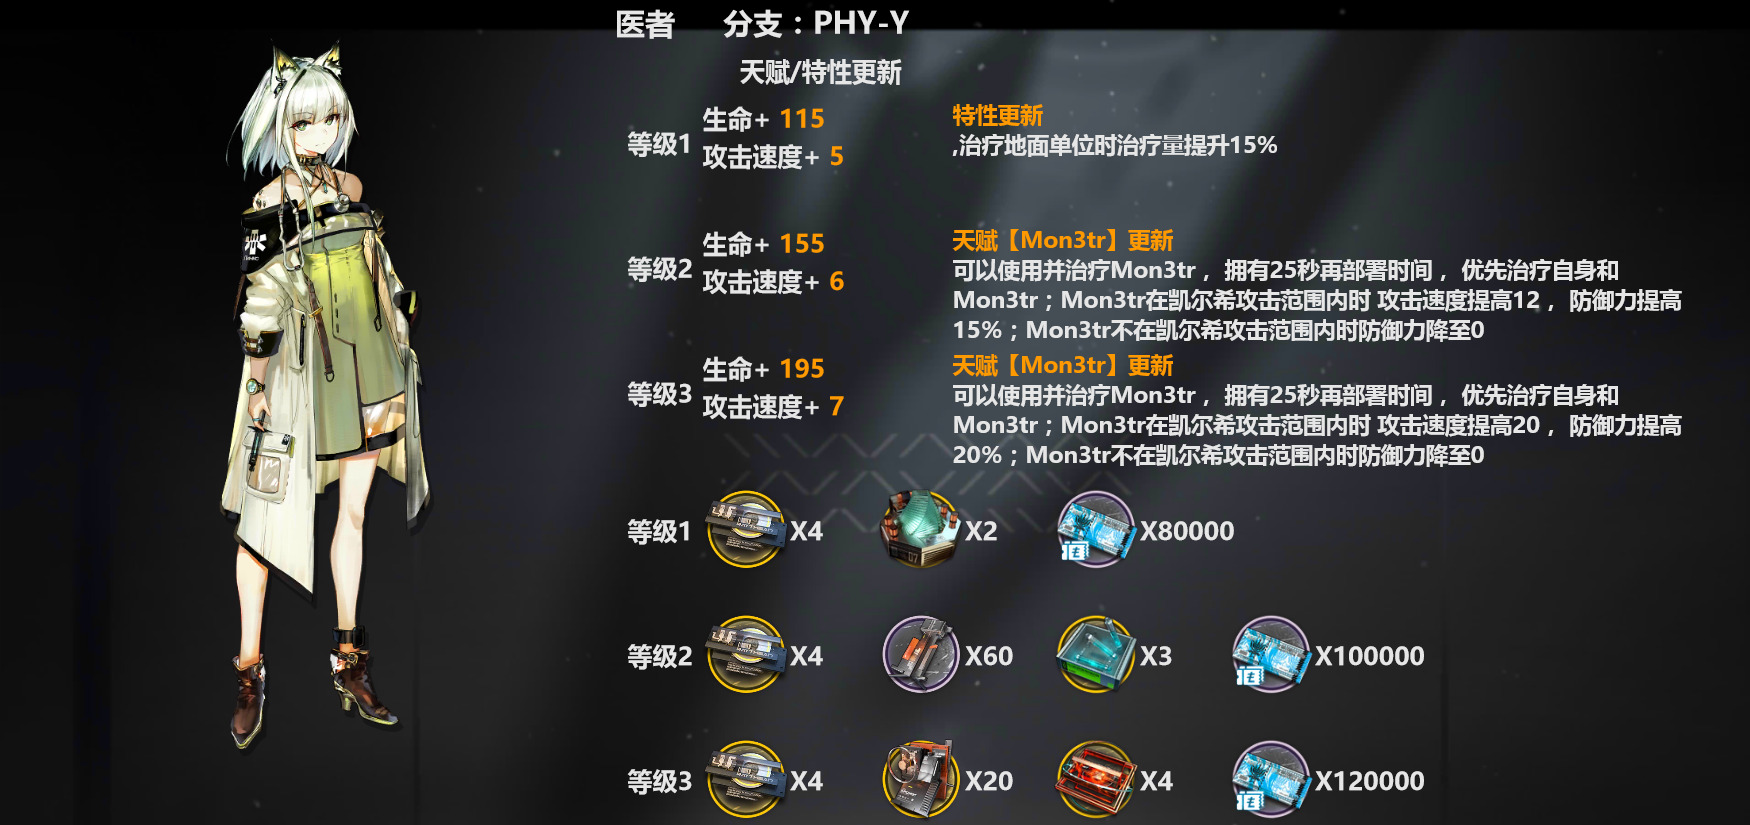 医者 分支：PHY-Y
天赋/特性更新
等级1
生命+ 115
攻击速度+ 5
特性更新
,治疗地面单位时治疗量提升15%
等级2
生命+ 155
攻击速度+ 6
天赋【Mon3tr】更新
可以使用并治疗Mon3tr，拥有25秒再部署时间，优先治疗自身和
Mon3tr；Mon3tr在凯尔希攻击范围内时 攻击速度提高12，防御力提高
15%；Mon3tr不在凯尔希攻击范围内时防御力降至0
等级3
生命+ 195
攻击速度+ 7
天赋【Mon3tr】更新
可以使用并治疗Mon3tr，拥有25秒再部署时间，优先治疗自身和
Mon3tr；Mon3tr在凯尔希攻击范围内时 攻击速度提高20，防御力提高
20%；Mon3tr不在凯尔希攻击范围内时防御力降至0
等级1 X4 X2 X80000
等级2 X4 X60 X3 X100000
等级3 X4 X20 X4 X120000